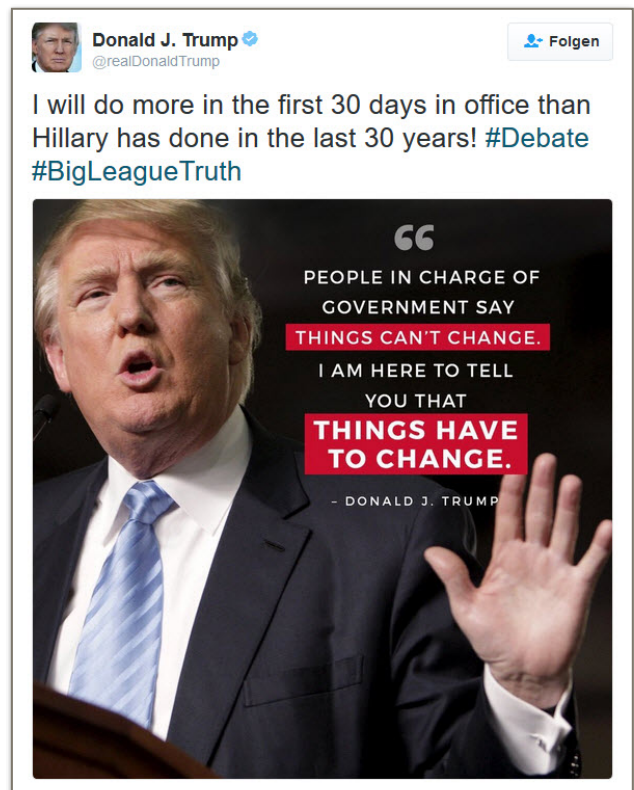 Donald J. Trump
Folgen
@realDonaldTrump
I will do more in the first 30 days in office than
Hillary has done in the last 30 years! #Debate
#BigLeagueTruth
“
PEOPLE IN CHARGE OF
GOVERNMENT SAY
THINGS CAN'T CHANGE.
I AM HERE TO TELL
YOU THAT
THINGS HAVE
TO CHANGE.
– DONALD J. TRUMP